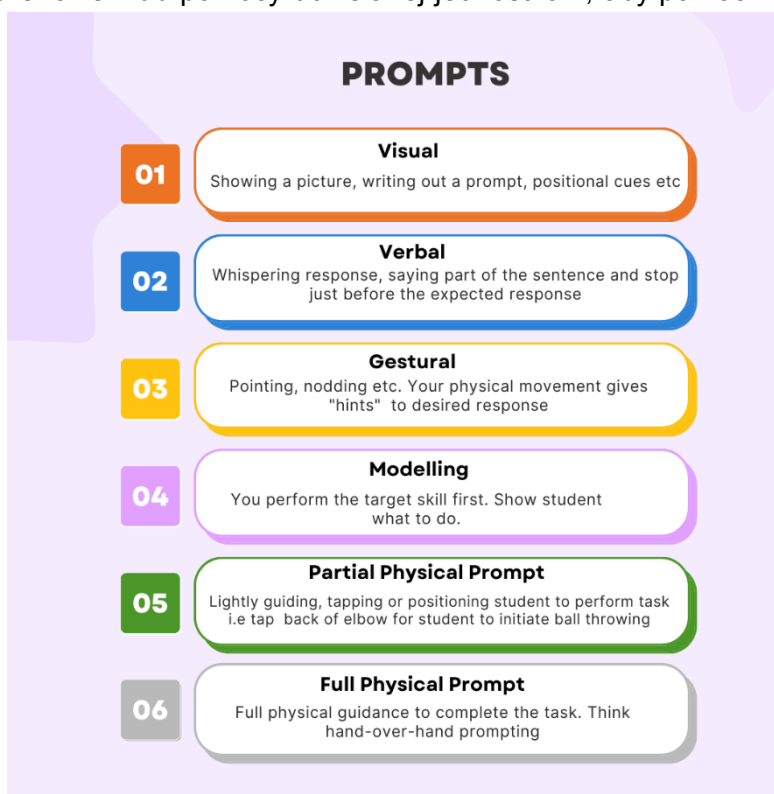 PROMPTS
01
Visual
Showing a picture, writing out a prompt, positional cues etc
02
Verbal
Whispering response, saying part of the sentence and stop
just before the expected response
03
Gestural
Pointing, nodding etc. Your physical movement gives
"hints" to desired response
04
Modelling
You perform the target skill first. Show student
what to do.
05
Partial Physical Prompt
Lightly guiding, tapping or positioning student to perform task
i.e tap back of elbow for student to initiate ball throwing
06
Full Physical Prompt
Full physical guidance to complete the task. Think
hand-over-hand prompting